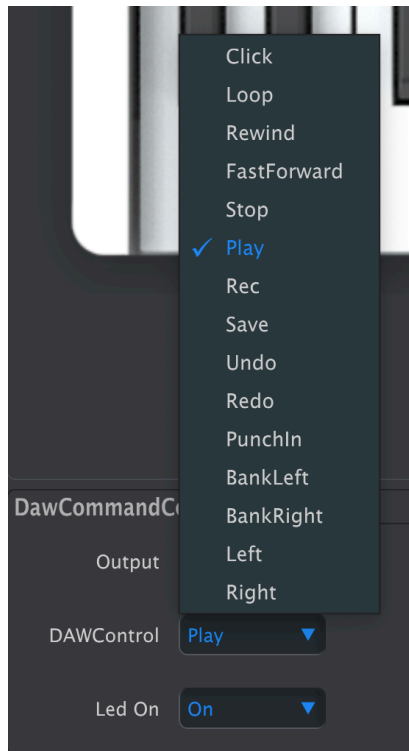 Click
Loop
Rewind
FastForward
Stop
✓ Play
Rec
Save
Undo
Redo
PunchIn
BankLeft
BankRight
Left
Right
DawCommandC
Output
DAWControl Play ▼
Led On On ▼